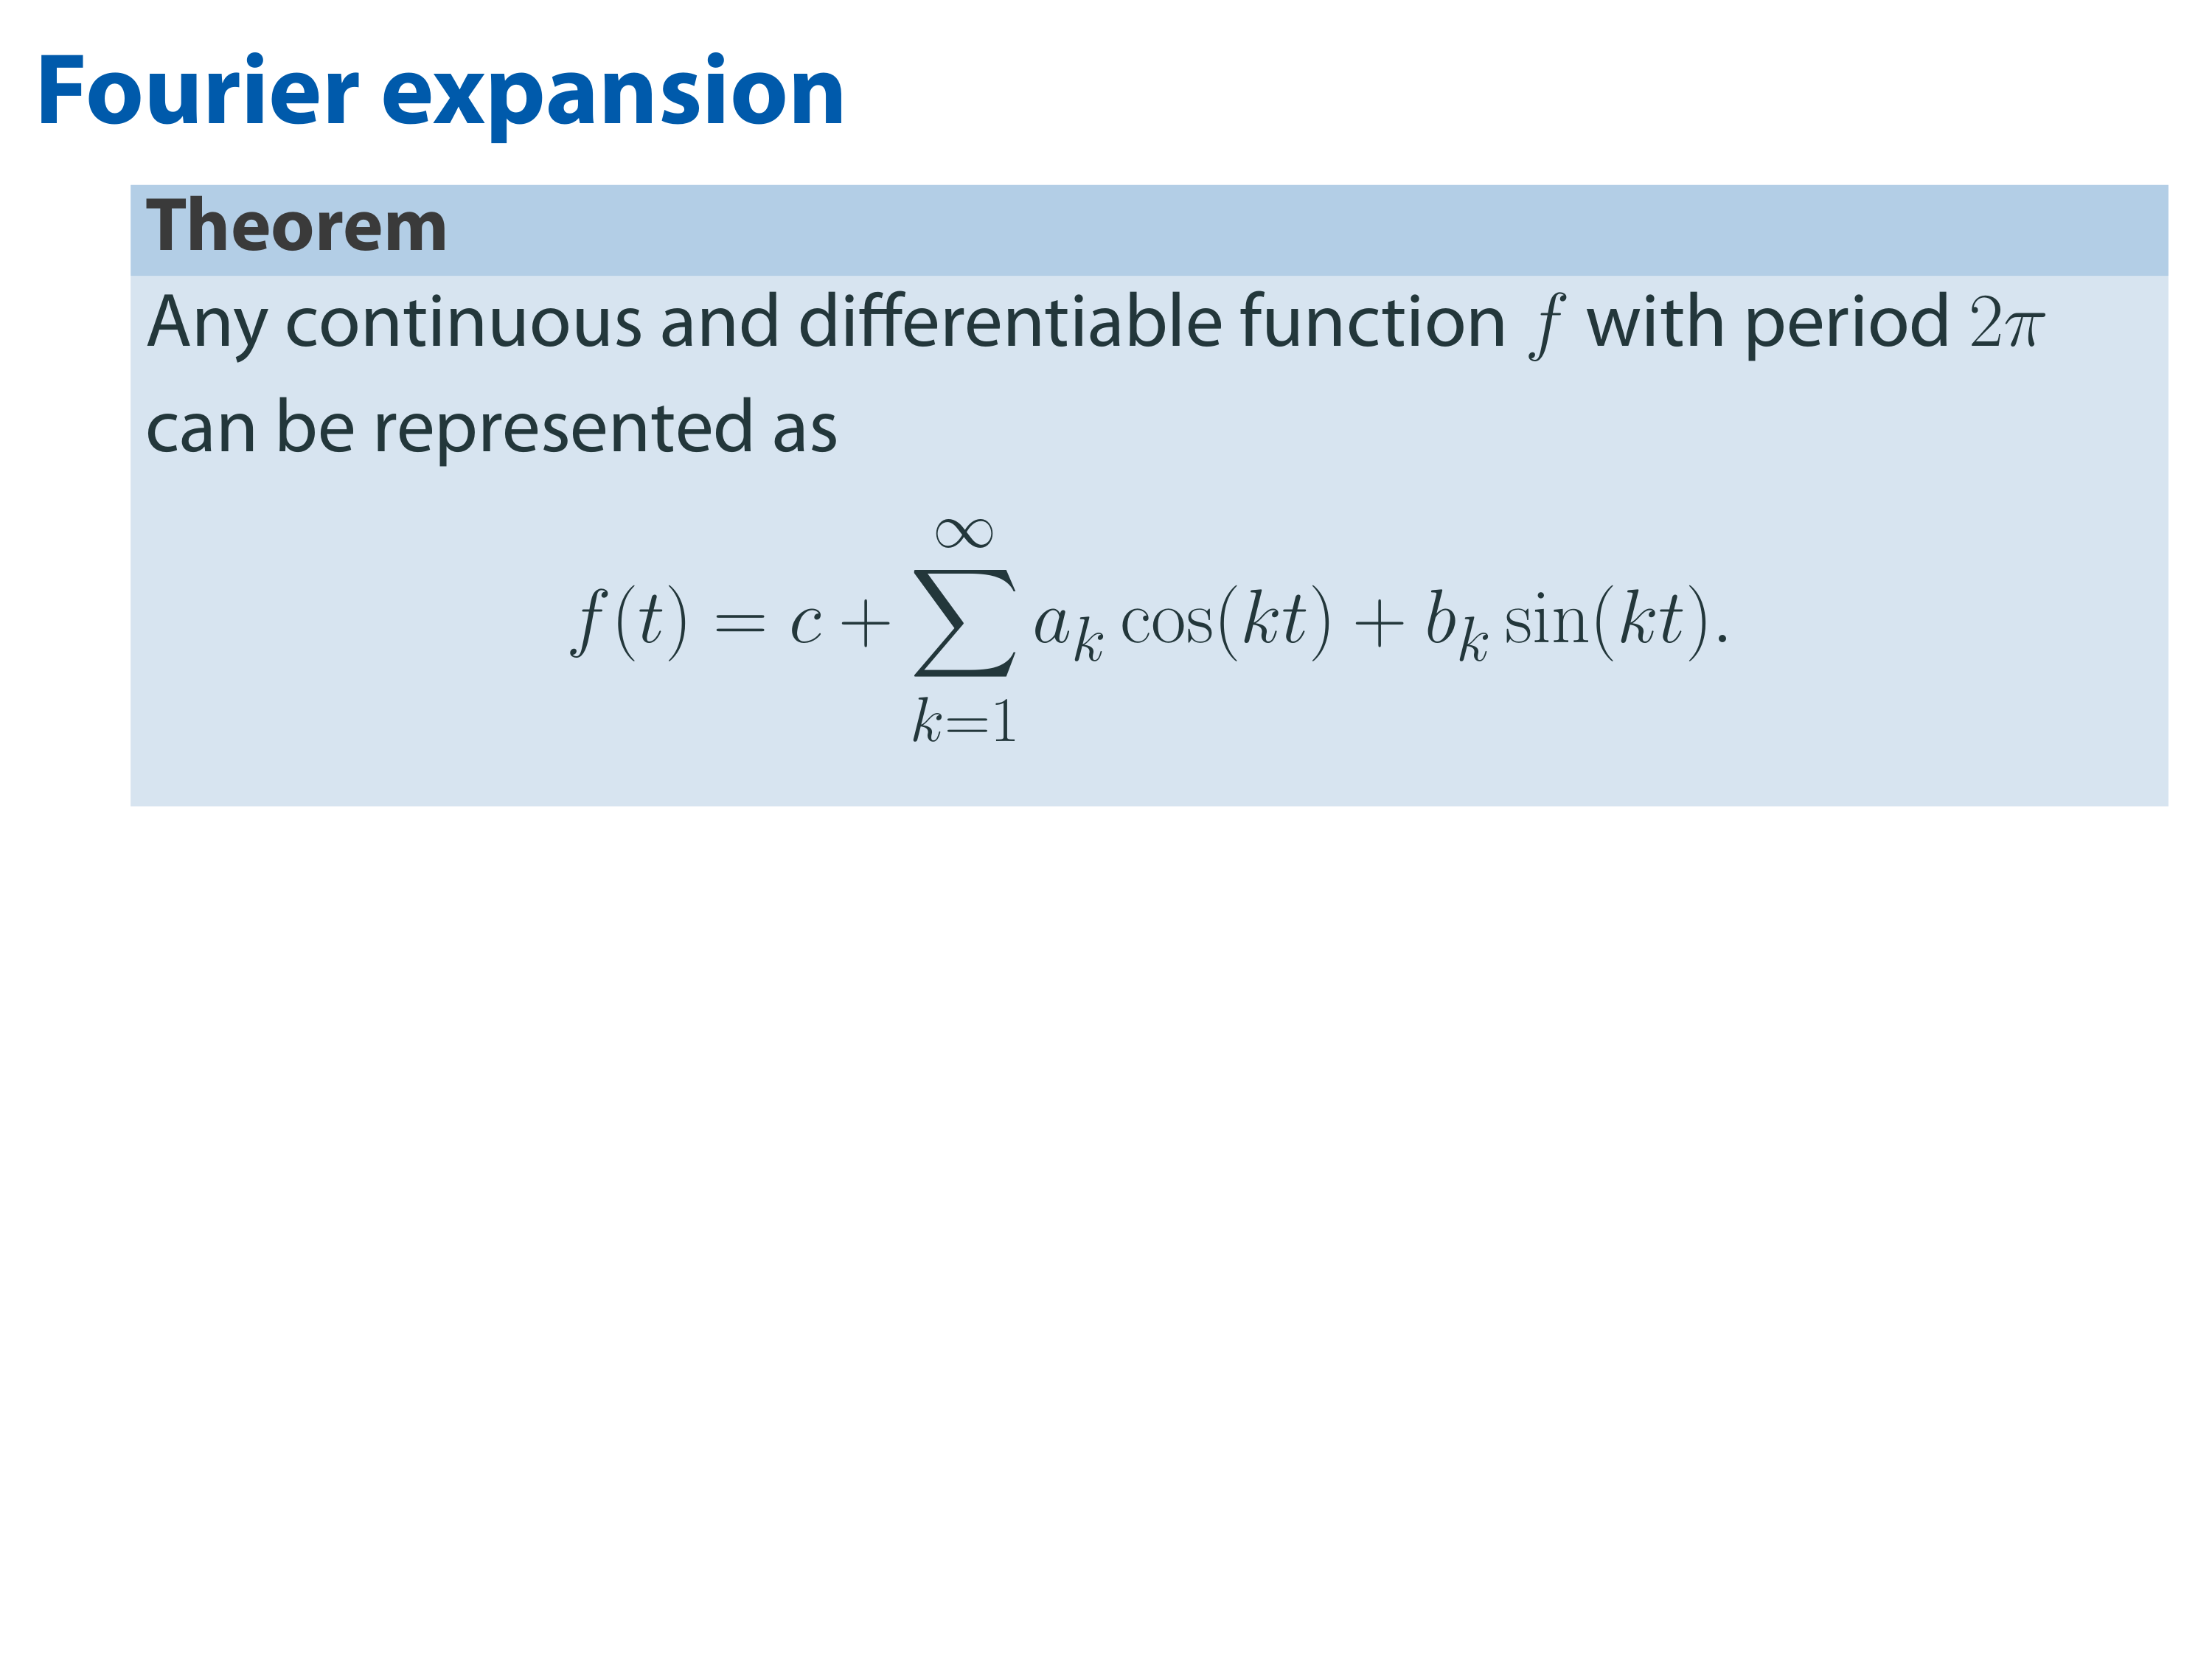 Fourier expansion
Theorem
Any continuous and differentiable function f with period 2π
can be represented as
f(t) = c + ∑_{k=1}^{∞} a_k cos(kt) + b_k sin(kt).